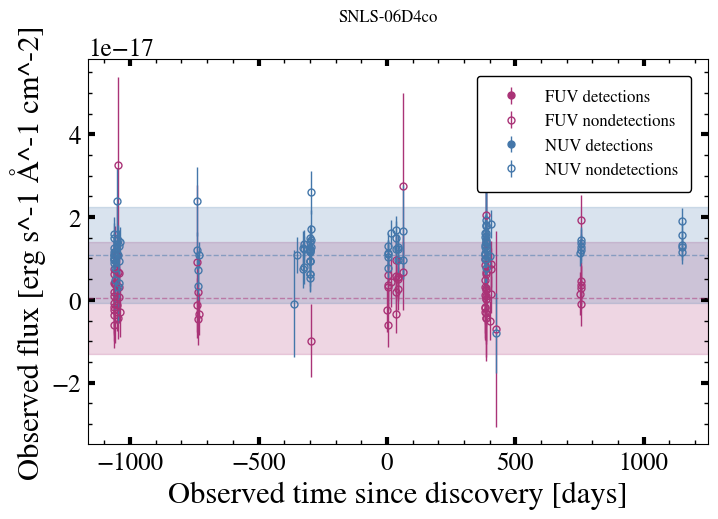 SNLS-06D4co
1e−17
Observed flux [erg s^-1 Å^-1 cm^-2]
4
2
0
−2
FUV detections
FUV nondetections
NUV detections
NUV nondetections
−1000 −500 0 500 1000
Observed time since discovery [days]